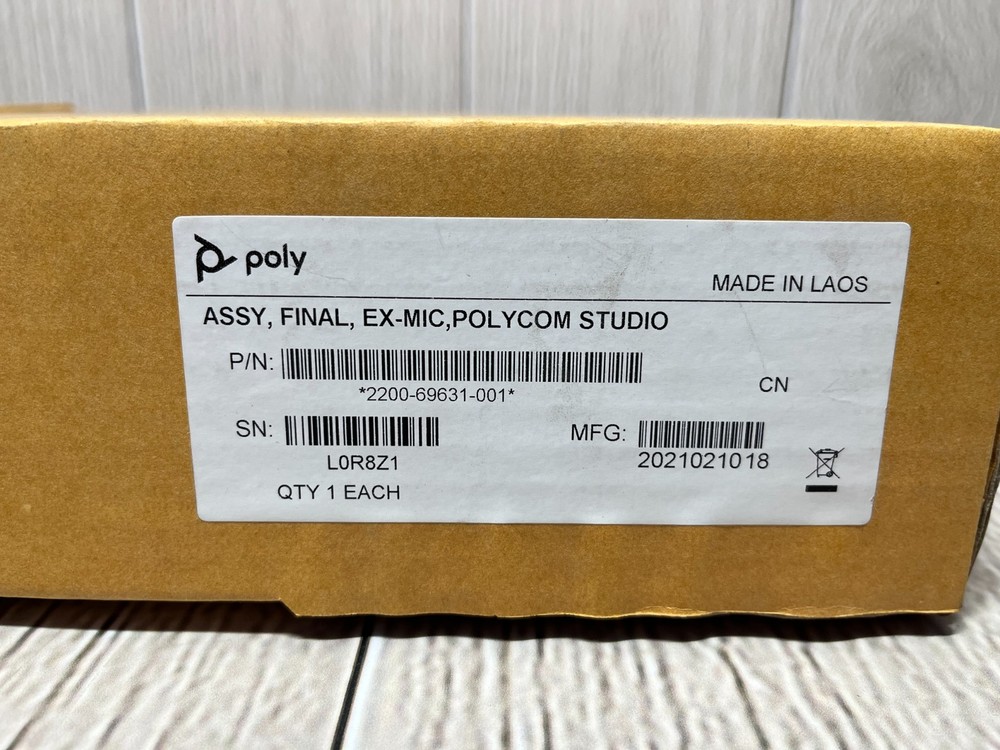 poly
MADE IN LAOS
ASSY, FINAL, EX-MIC,POLYCOM STUDIO
P/N:
*2200-69631-001*
CN
SN:
L0R8Z1
MFG:
2021021018
QTY 1 EACH